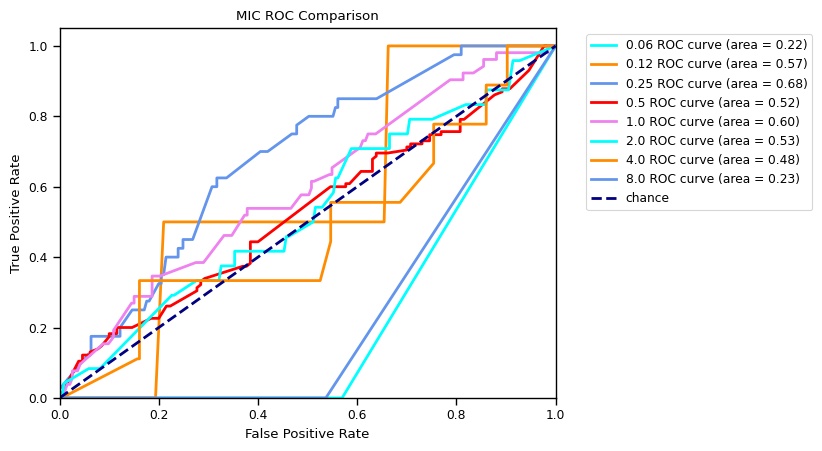 MIC ROC Comparison
True Positive Rate
1.0
0.8
0.6
0.4
0.2
0.0
0.0 0.2 0.4 0.6 0.8 1.0
False Positive Rate
0.06 ROC curve (area = 0.22)
0.12 ROC curve (area = 0.57)
0.25 ROC curve (area = 0.68)
0.5 ROC curve (area = 0.52)
1.0 ROC curve (area = 0.60)
2.0 ROC curve (area = 0.53)
4.0 ROC curve (area = 0.48)
8.0 ROC curve (area = 0.23)
chance